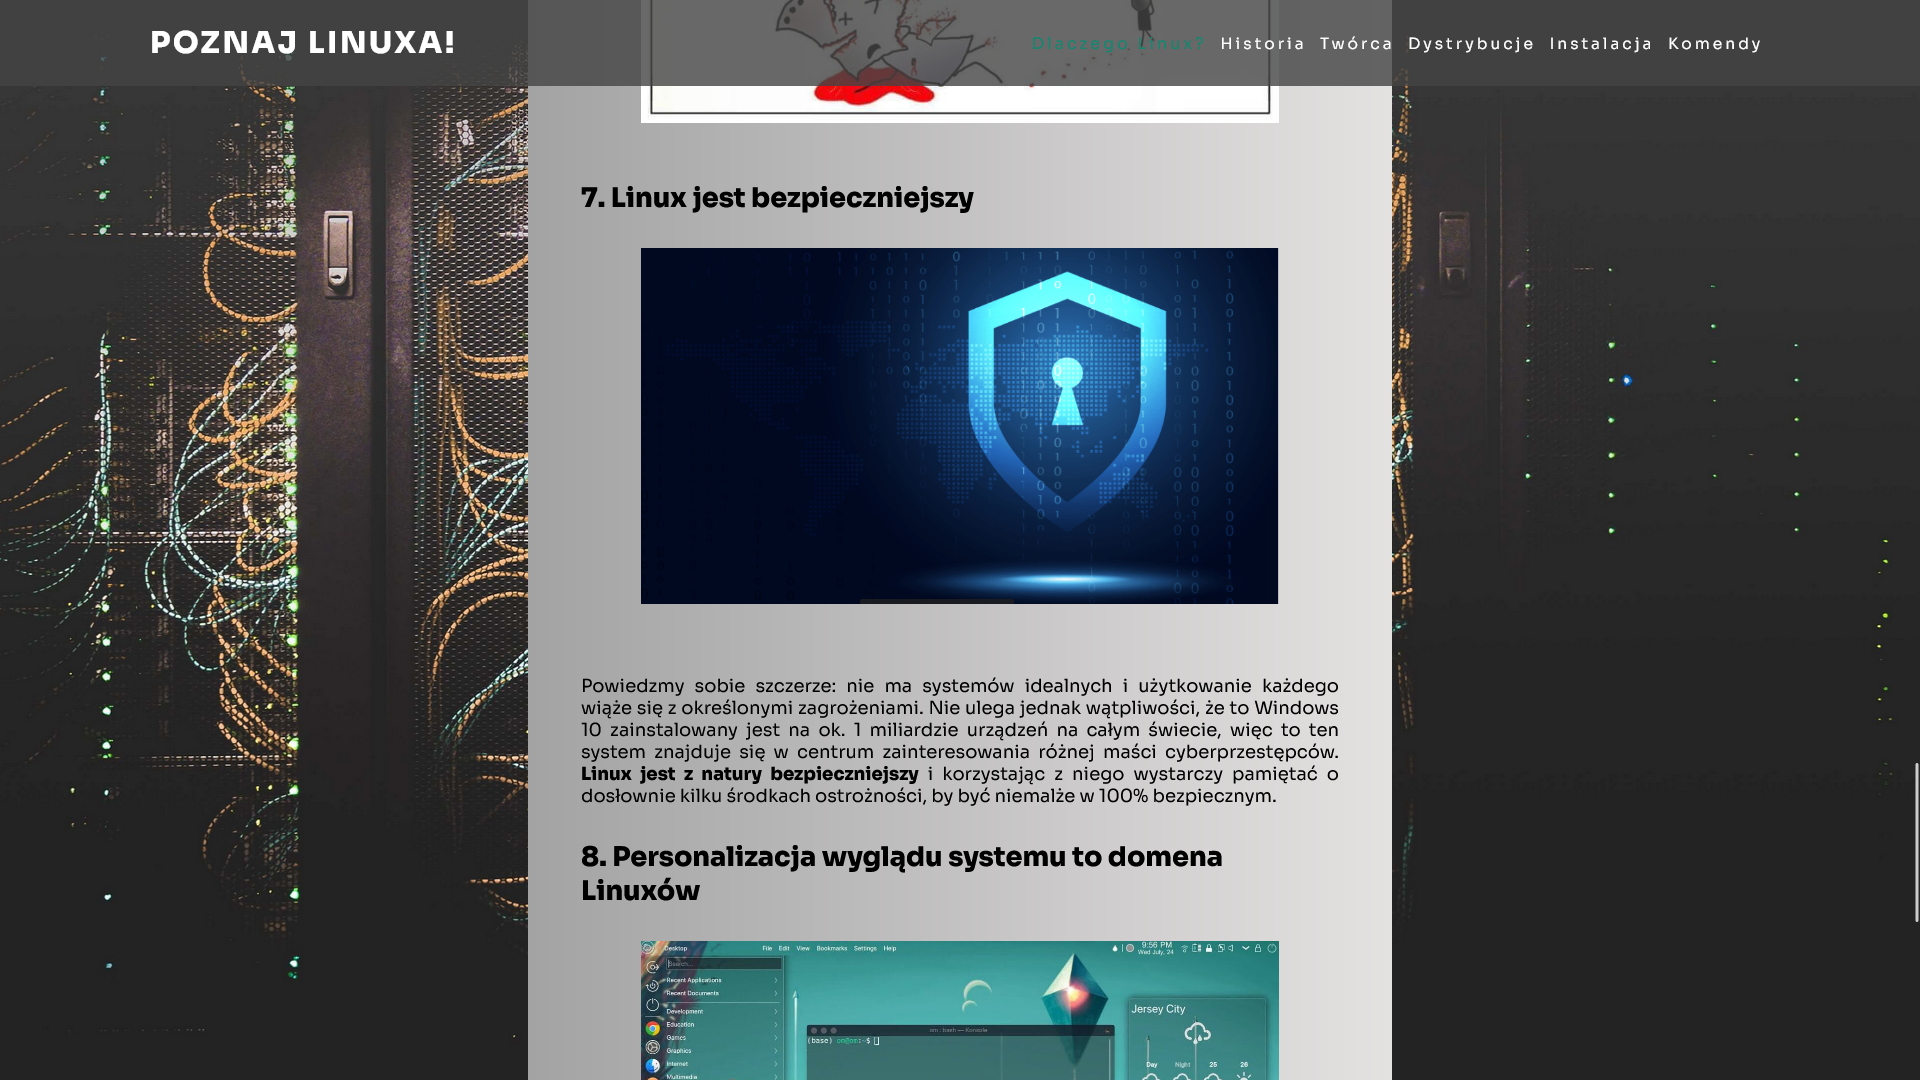 POZNAJ LINUXA!
Dlaczego Linux? Historia Twórca Dystrybucje Instalacja Komendy
7. Linux jest bezpieczniejszy
Powiedzmy sobie szczerze: nie ma systemów idealnych i użytkowanie każdego
wiąże się z określonymi zagrożeniami. Nie ulega jednak wątpliwości, że to Windows
10 zainstalowany jest na ok. 1 miliardzie urządzeń na całym świecie, więc to ten
system znajduje się w centrum zainteresowania różnej maści cyberprzestępców.
Linux jest z natury bezpieczniejszy i korzystając z niego wystarczy pamiętać o
dosłownie kilku środkach ostrożności, by być niemalże w 100% bezpiecznym.
8. Personalizacja wyglądu systemu to domena
Linuxów
Desktop File Edit View Bookmarks Settings Help 9:56 PM
Wed July, 24
Search...
Recent Applications
Recent Documents
Development
Education
Games
Graphics
Internet
Multimedia
om : bash — Konsole
(base) om@om:~$
Jersey City
Day Night 25 26